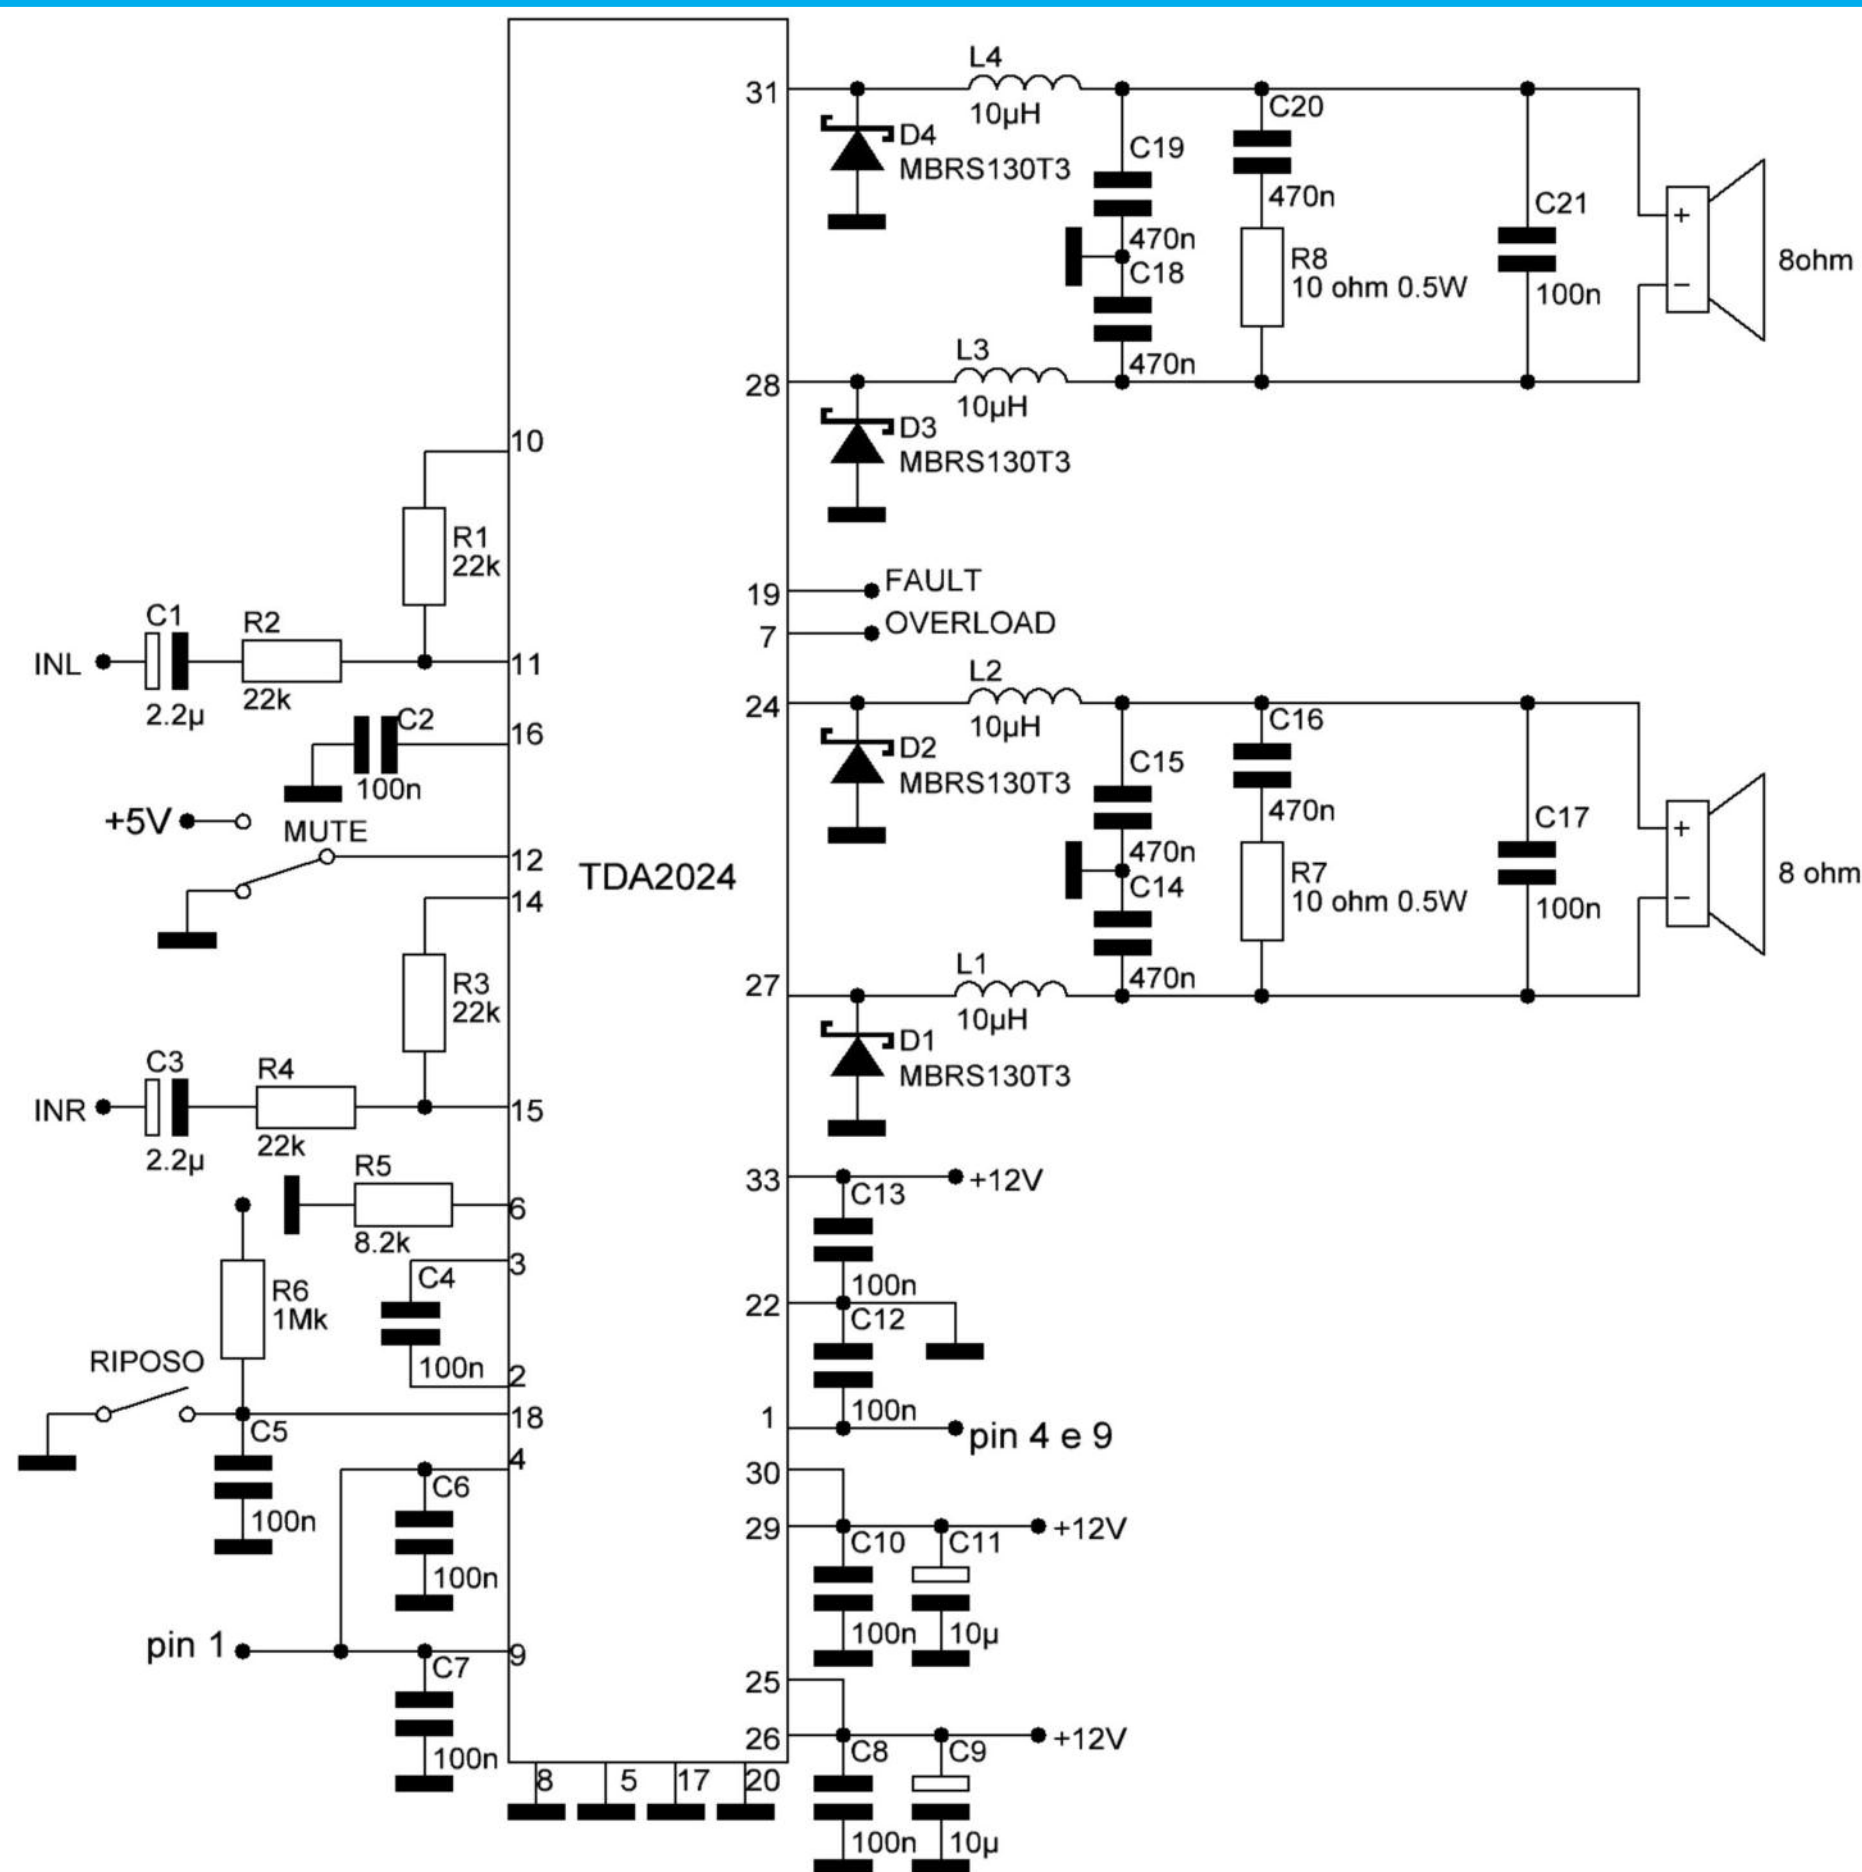 31
L4
10µH
D4
MBRS130T3
C19
470n
C18
470n
C20
470n
R8
10 ohm 0.5W
C21
100n
+
−
8ohm
28
L3
10µH
D3
MBRS130T3
10
R1
22k
INL
C1
2.2µ
R2
22k
11
C2
100n
16
+5V
MUTE
12
14
TDA2024
R3
22k
INR
C3
2.2µ
R4
22k
15
R5
8.2k
6
R6
1Mk
3
C4
100n
2
RIPOSO
18
C5
100n
4
C6
100n
pin 1
9
C7
100n
8
5
17
20
19
FAULT
7
OVERLOAD
24
L2
10µH
D2
MBRS130T3
C15
470n
C14
470n
C16
470n
R7
10 ohm 0.5W
C17
100n
+
−
8 ohm
27
L1
10µH
D1
MBRS130T3
33
+12V
C13
100n
22
C12
100n
1
pin 4 e 9
30
29
+12V
C10
100n
C11
10µ
25
26
+12V
C8
100n
C9
10µ